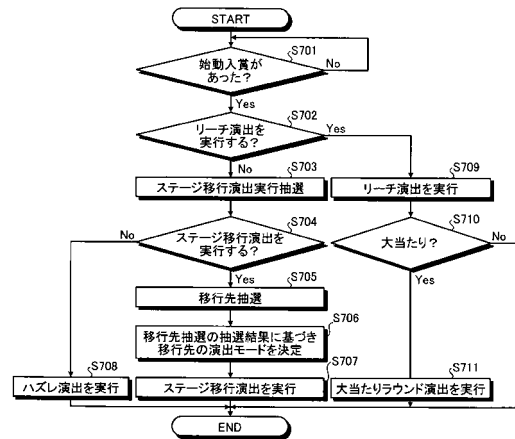 START
S701
始動入賞が
あった？
No
Yes
S702
リーチ演出を
実行する？
Yes
No
S703
ステージ移行演出実行抽選
S709
リーチ演出を実行
S704
ステージ移行演出を
実行する？
No
Yes
S710
大当たり？
No
Yes
S705
移行先抽選
S706
移行先抽選の抽選結果に基づき
移行先の演出モードを決定
S708
ハズレ演出を実行
S707
ステージ移行演出を実行
S711
大当たりラウンド演出を実行
END